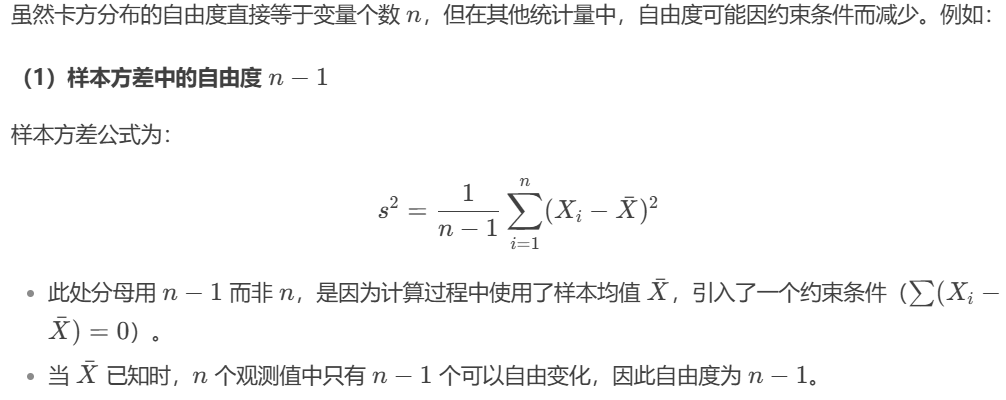 虽然卡方分布的自由度直接等于变量个数 n，但在其他统计量中，自由度可能因约束条件而减少。例如：
（1）样本方差中的自由度 n − 1
样本方差公式为：
s² = \frac{1}{n − 1} \sum_{i=1}^{n} (X_i − \bar{X})²
• 此处分母用 n − 1 而非 n，是因为计算过程中使用了样本均值 \bar{X}，引入了一个约束条件（∑(X_i −
\bar{X}) = 0）。
• 当 \bar{X} 已知时，n 个观测值中只有 n − 1 个可以自由变化，因此自由度为 n − 1。